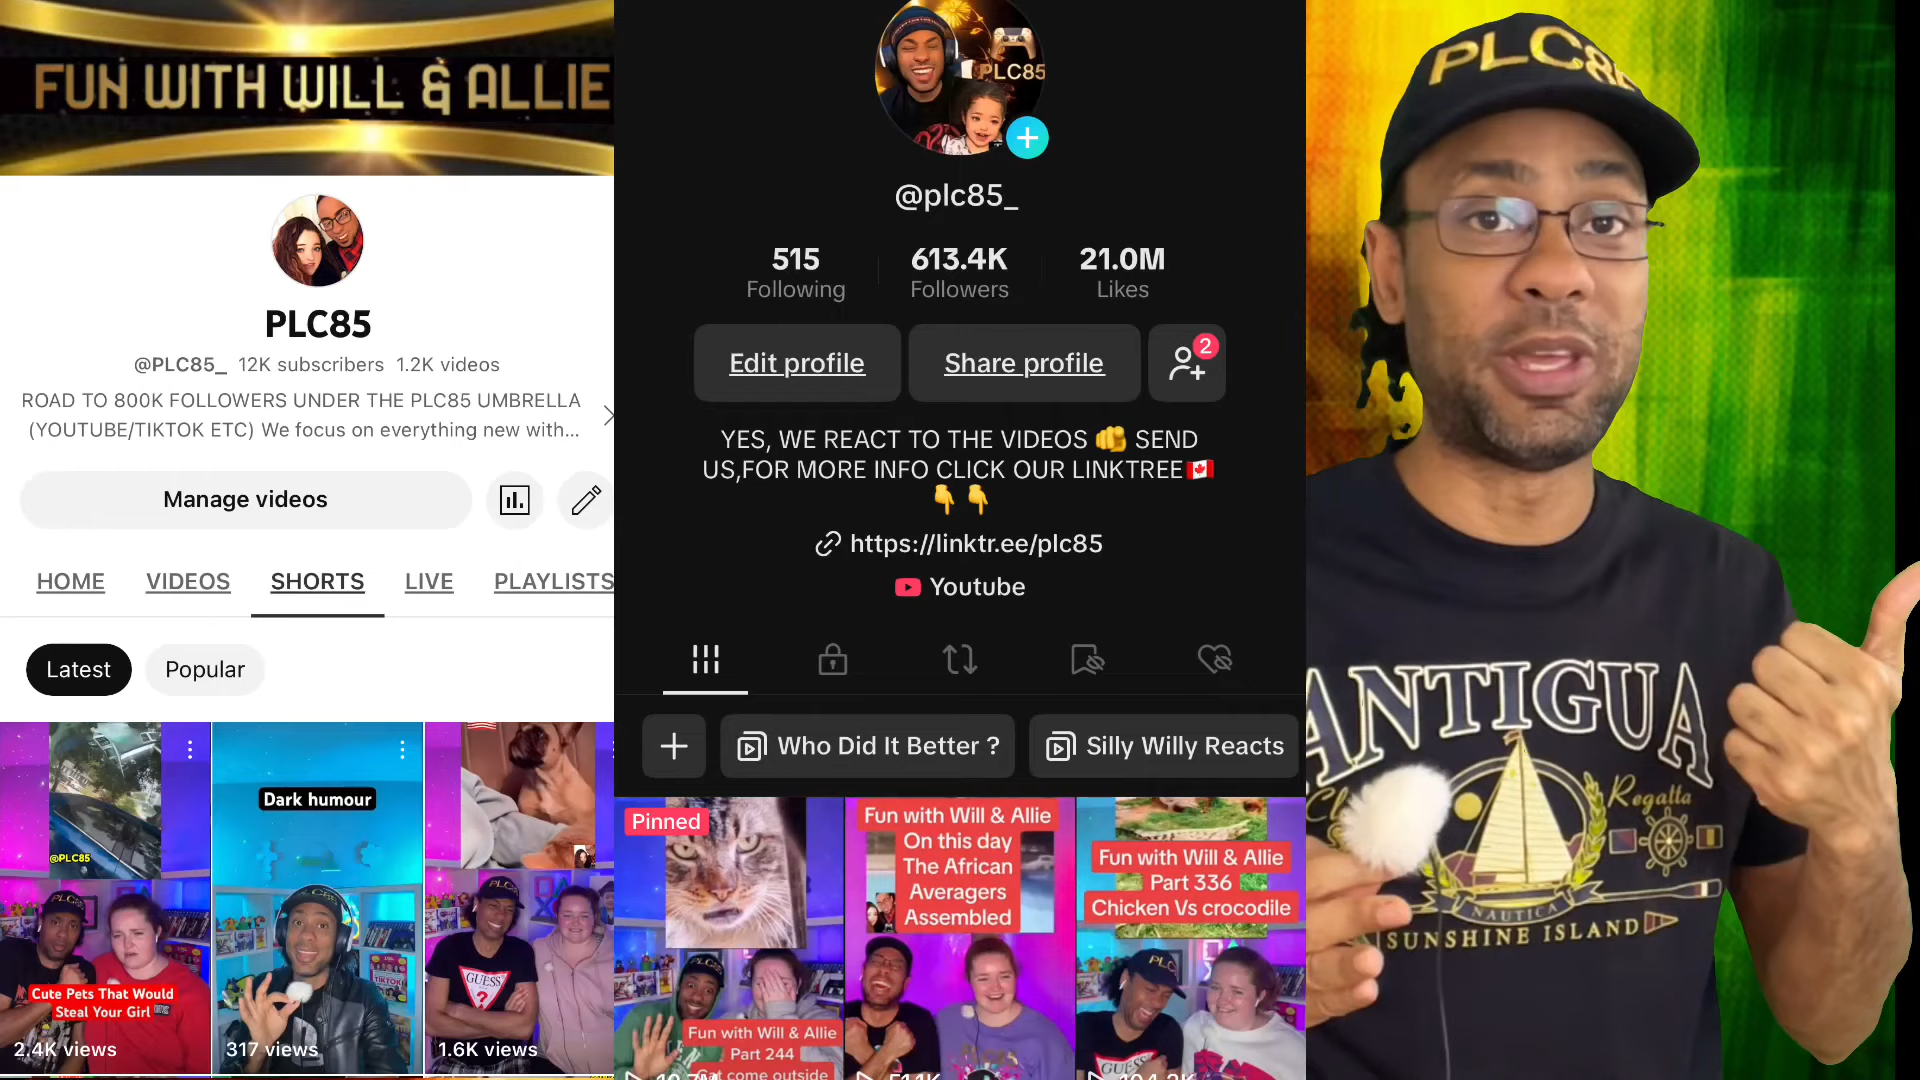 FUN WITH WILL & ALLIE
PLC85
@PLC85_ 12K subscribers 1.2K videos
ROAD TO 800K FOLLOWERS UNDER THE PLC85 UMBRELLA
(YOUTUBE/TIKTOK ETC) We focus on everything new with...
Manage videos
HOME VIDEOS SHORTS LIVE PLAYLISTS
Latest Popular
@PLC85
Cute Pets That Would
Steal Your Girl
2.4K views
Dark humour
317 views
GUESS
?
1.6K views
PLC85
@plc85_
515 613.4K 21.0M
Following Followers Likes
Edit profile Share profile 2
YES, WE REACT TO THE VIDEOS 🫵 SEND
US,FOR MORE INFO CLICK OUR LINKTREE🇨🇦
👇👇
https://linktr.ee/plc85
Youtube
Who Did It Better ? Silly Willy Reacts
Pinned
Fun with Will & Allie
Part 244
Get come outside
Fun with Will & Allie
On this day
The African
Averagers
Assembled
Fun with Will & Allie
Part 336
Chicken Vs crocodile
ANTIGUA
Regatta
NAUTICA
SUNSHINE ISLAND